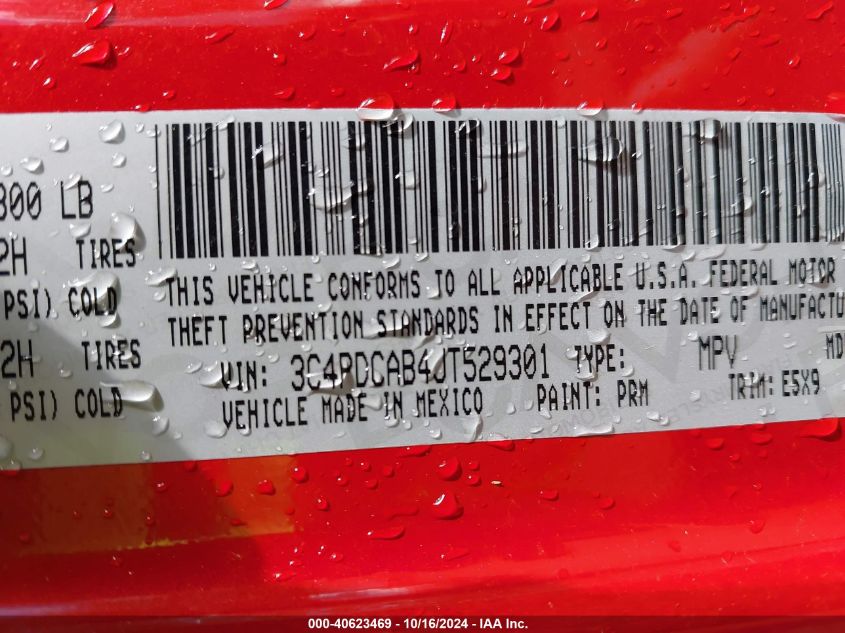 300 LB
2H TIRES
PSI) COLD
2H TIRES
PSI) COLD
THIS VEHICLE CONFORMS TO ALL APPLICABLE U.S.A. FEDERAL MOTOR
THEFT PREVENTION STANDARDS IN EFFECT ON THE DATE OF MANUFACTU
VIN: 3C4PDCAB4JT529301 TYPE: MPV MD
VEHICLE MADE IN MEXICO PAINT: PRM TRIM: E5X9
000-40623469 - 10/16/2024 - IAA Inc.